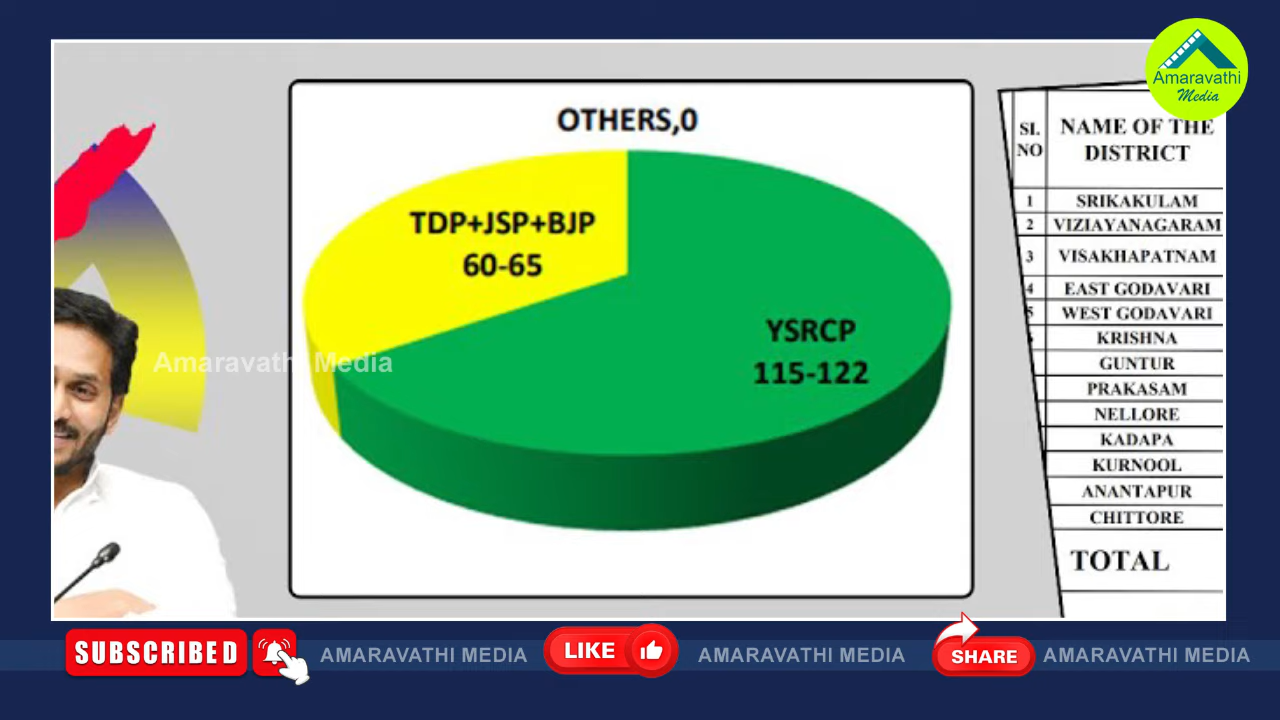 Amaravathi
Media
OTHERS,0
TDP+JSP+BJP
60-65
YSRCP
115-122
Amaravathi Media
SI.
NO
NAME OF THE
DISTRICT
1 SRIKAKULAM
2 VIZIAYANAGARAM
3 VISAKHAPATNAM
4 EAST GODAVARI
5 WEST GODAVARI
KRISHNA
GUNTUR
PRAKASAM
NELLORE
KADAPA
KURNOOL
ANANTAPUR
CHITTORE
TOTAL
SUBSCRIBED
AMARAVATHI MEDIA
LIKE
AMARAVATHI MEDIA
SHARE
AMARAVATHI MEDIA